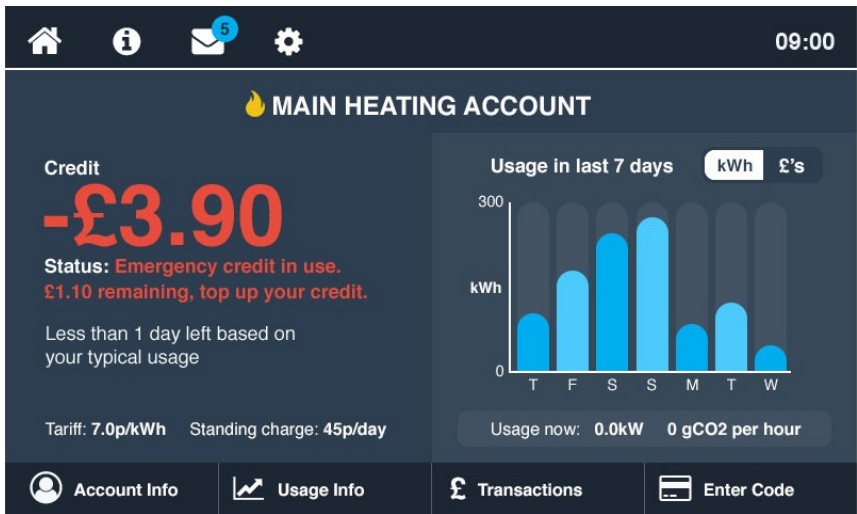 5
09:00
MAIN HEATING ACCOUNT
Credit
-£3.90
Status: Emergency credit in use.
£1.10 remaining, top up your credit.
Less than 1 day left based on
your typical usage
Tariff: 7.0p/kWh Standing charge: 45p/day
Usage in last 7 days kWh £'s
300
kWh
0
T F S S M T W
Usage now: 0.0kW 0 gCO2 per hour
Account Info Usage Info £ Transactions Enter Code